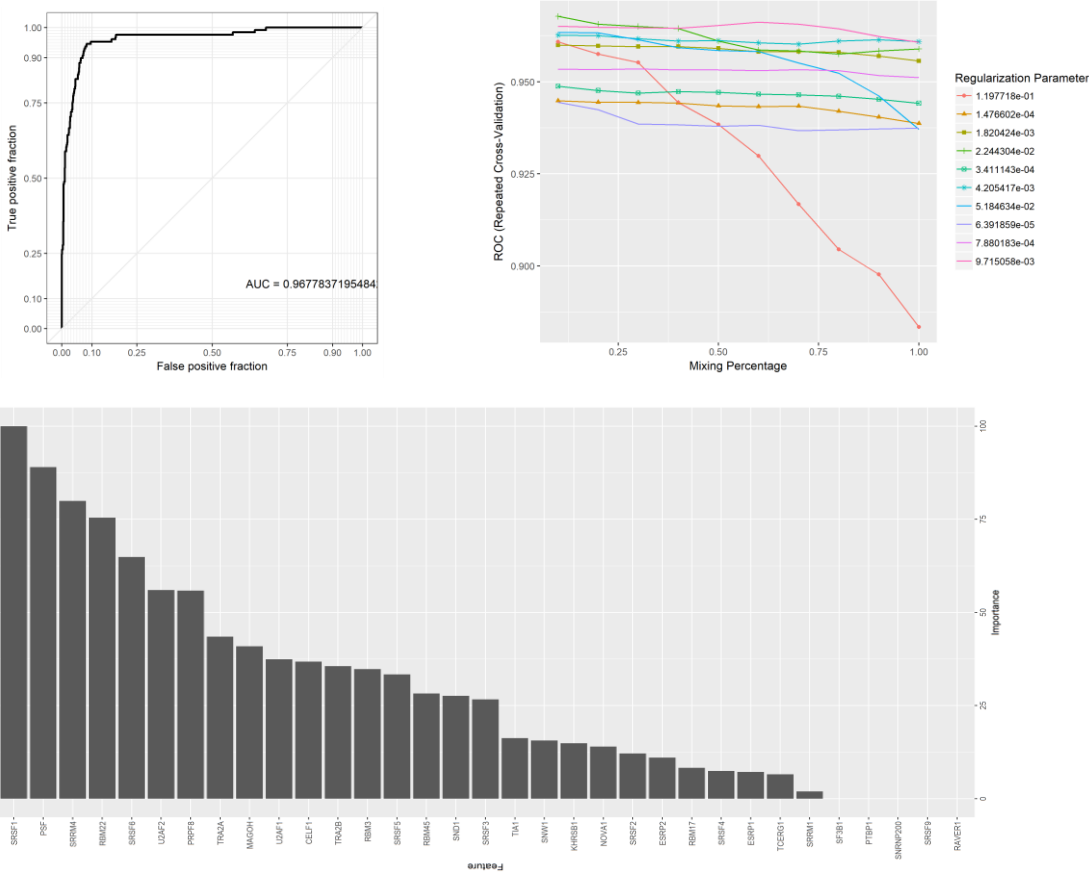 1.00
0.90
0.75
0.50
0.25
0.10
0.00
True positive fraction
AUC = 0.967783719548 4
0.00 0.10 0.25 0.50 0.75 0.90 1.00
False positive fraction
0.950
0.925
0.900
ROC (Repeated Cross-Validation)
0.25 0.50 0.75 1.00
Mixing Percentage
Regularization Parameter
1.197718e-01
1.476602e-04
1.820424e-03
2.244304e-02
3.411143e-04
4.205417e-03
5.184634e-02
6.391859e-05
7.880183e-04
9.715058e-03
100
75
50
25
0
Importance
SRSF1
PSF
SRRM4
RBM22
SRSF6
U2AF2
PRPF8
TRA2A
MAGOH
U2AF1
CELF1
TRA2B
RBM3
SRSF5
RBM45
SND1
SRSF3
TIA1
SNW1
KHRSB1
NOVA1
SRSF2
ESRP2
RBM17
SRSF4
ESRP1
TCERG1
SRRM1
SF3B1
PTBP1
SNRNP200
SRSF9
RAVER1
Feature